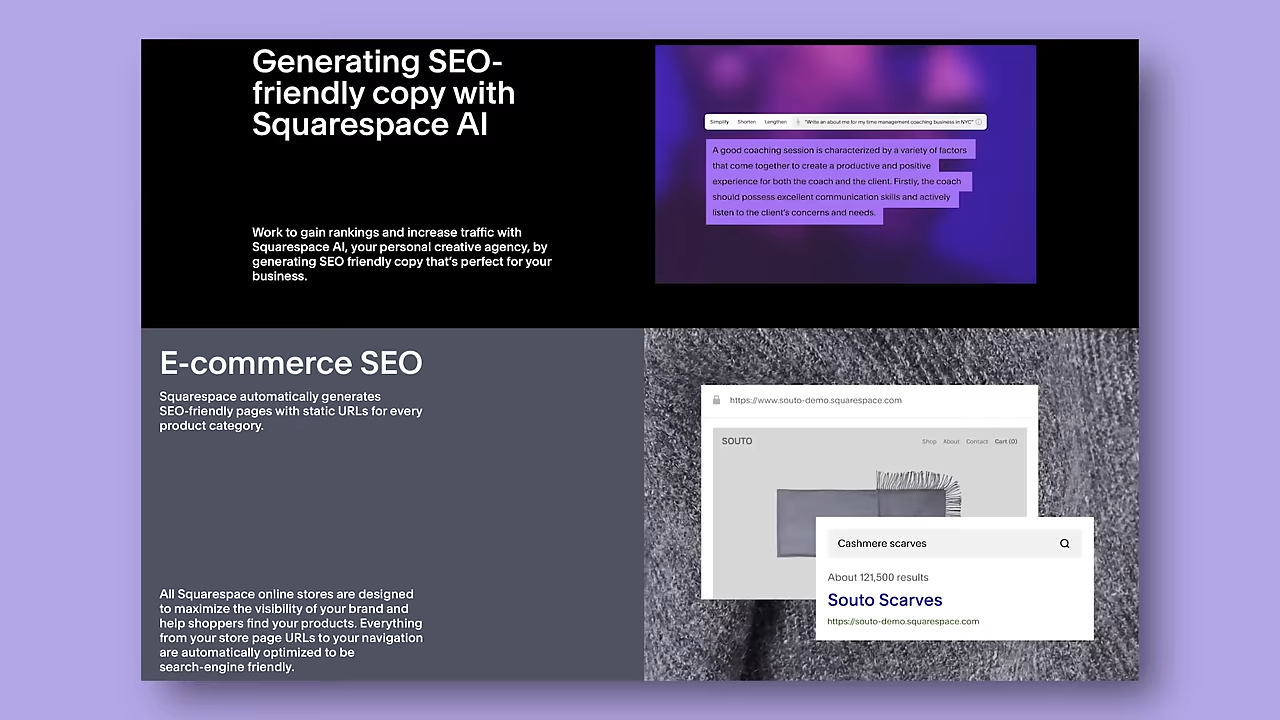 Generating SEO-
friendly copy with
Squarespace AI
Work to gain rankings and increase traffic with
Squarespace AI, your personal creative agency, by
generating SEO friendly copy that's perfect for your
business.
Simplify Shorten Lengthen "Write an about me for my time management coaching business in NYC"
A good coaching session is characterized by a variety of factors
that come together to create a productive and positive
experience for both the coach and the client. Firstly, the coach
should possess excellent communication skills and actively
listen to the client's concerns and needs.
E-commerce SEO
Squarespace automatically generates
SEO-friendly pages with static URLs for every
product category.
All Squarespace online stores are designed
to maximize the visibility of your brand and
help shoppers find your products. Everything
from your store page URLs to your navigation
are automatically optimized to be
search-engine friendly.
https://www.souto-demo.squarespace.com
SOUTO Shop About Contact Cart (0)
Cashmere scarves
About 121,500 results
Souto Scarves
https://souto-demo.squarespace.com